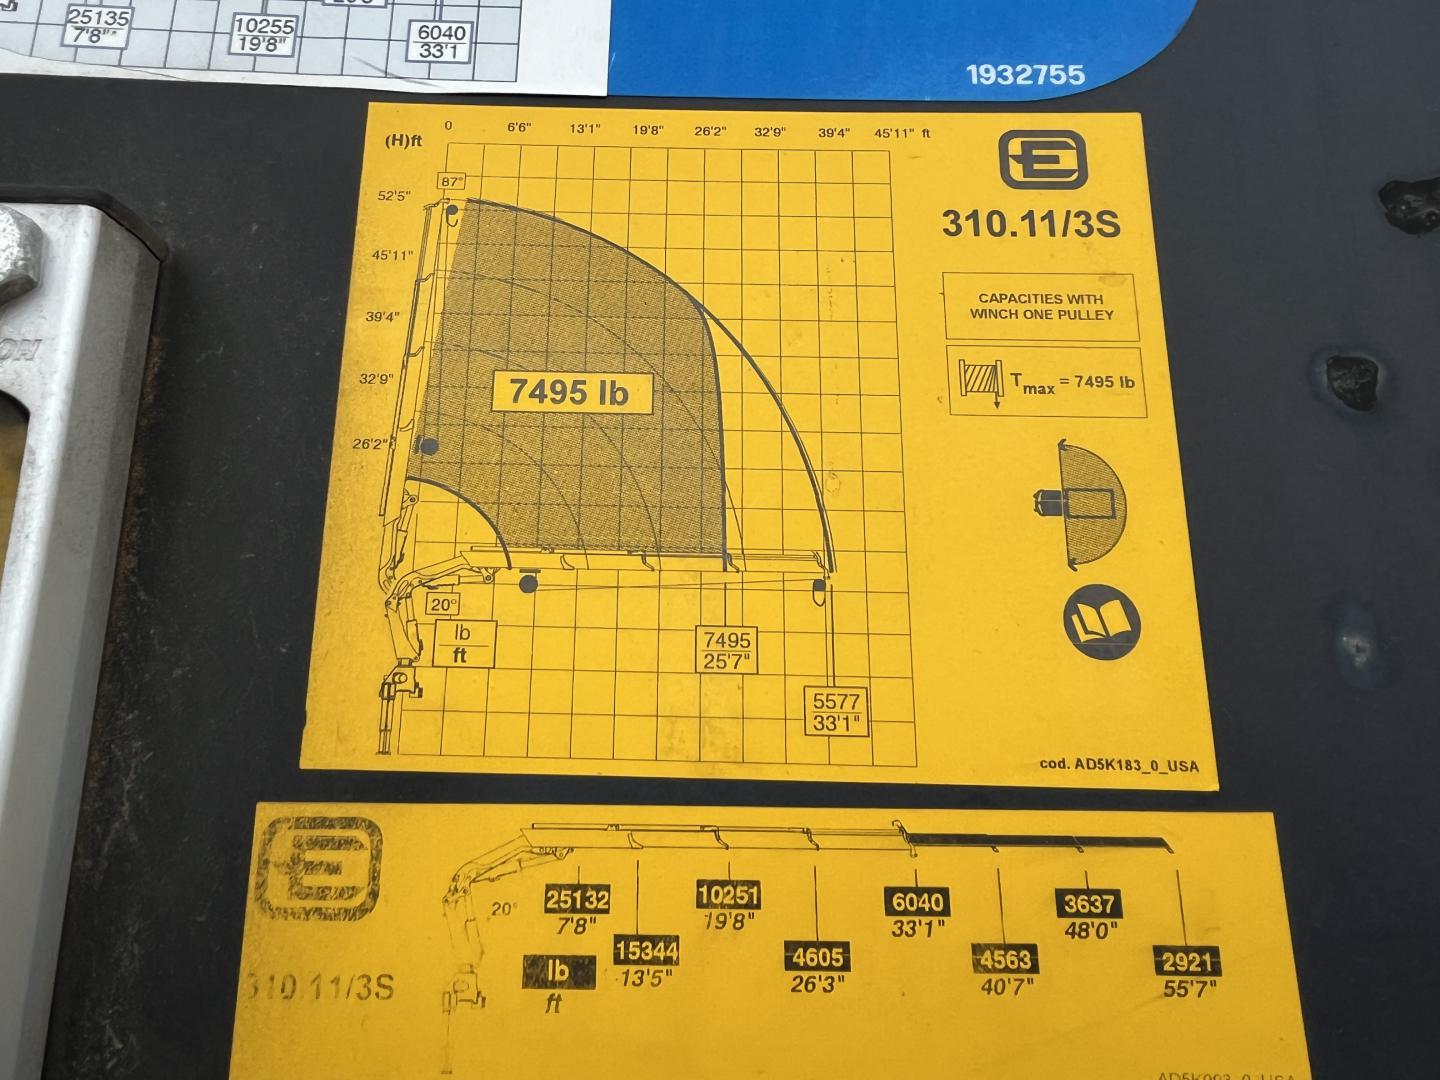 25135
7'8"
10255
19'8"
6040
33'1
1932755
(H)ft
0 6'6" 13'1" 19'8" 26'2" 32'9" 39'4" 45'11" ft
87°
52'5"
45'11"
39'4"
32'9"
26'2"
7495 lb
20°
lb
ft
7495
25'7"
5577
33'1"
E
310.11/3S
CAPACITIES WITH
WINCH ONE PULLEY
Tmax = 7495 lb
cod. AD5K183_0_USA
E
310.11/3S
20°
lb
ft
25132
7'8"
15344
13'5"
10251
19'8"
4605
26'3"
6040
33'1"
4563
40'7"
3637
48'0"
2921
55'7"